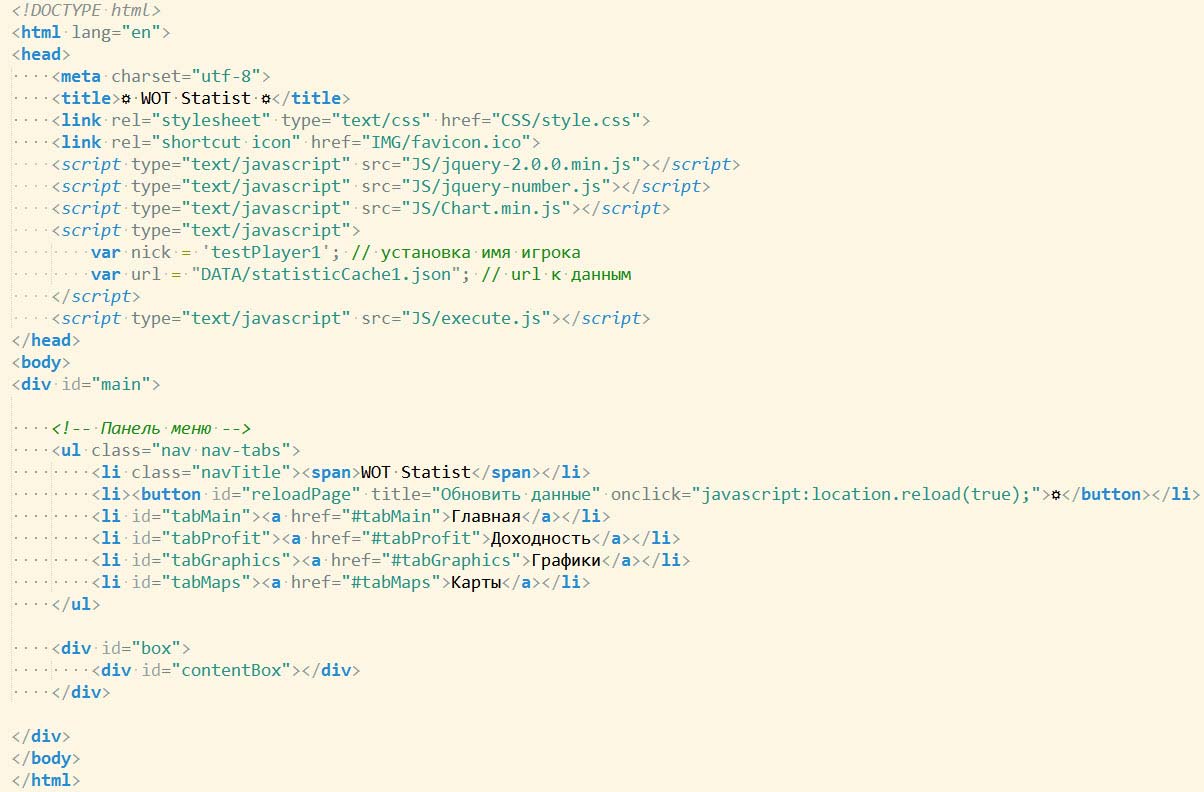 <!DOCTYPE html>
<html lang="en">
<head>
    <meta charset="utf-8">
    <title>⚙ WOT Statist ⚙</title>
    <link rel="stylesheet" type="text/css" href="CSS/style.css">
    <link rel="shortcut icon" href="IMG/favicon.ico">
    <script type="text/javascript" src="JS/jquery-2.0.0.min.js"></script>
    <script type="text/javascript" src="JS/jquery-number.js"></script>
    <script type="text/javascript" src="JS/Chart.min.js"></script>
    <script type="text/javascript">
        var nick = 'testPlayer1'; // установка имя игрока
        var url = "DATA/statisticCache1.json"; // url к данным
    </script>
    <script type="text/javascript" src="JS/execute.js"></script>
</head>
<body>
<div id="main">
    <!-- Панель меню -->
    <ul class="nav nav-tabs">
        <li class="navTitle"><span>WOT Statist</span></li>
        <li><button id="reloadPage" title="Обновить данные" onclick="javascript:location.reload(true);">⚙</button></li>
        <li id="tabMain"><a href="#tabMain">Главная</a></li>
        <li id="tabProfit"><a href="#tabProfit">Доходность</a></li>
        <li id="tabGraphics"><a href="#tabGraphics">Графики</a></li>
        <li id="tabMaps"><a href="#tabMaps">Карты</a></li>
    </ul>
    <div id="box">
        <div id="contentBox"></div>
    </div>
</div>
</body>
</html>